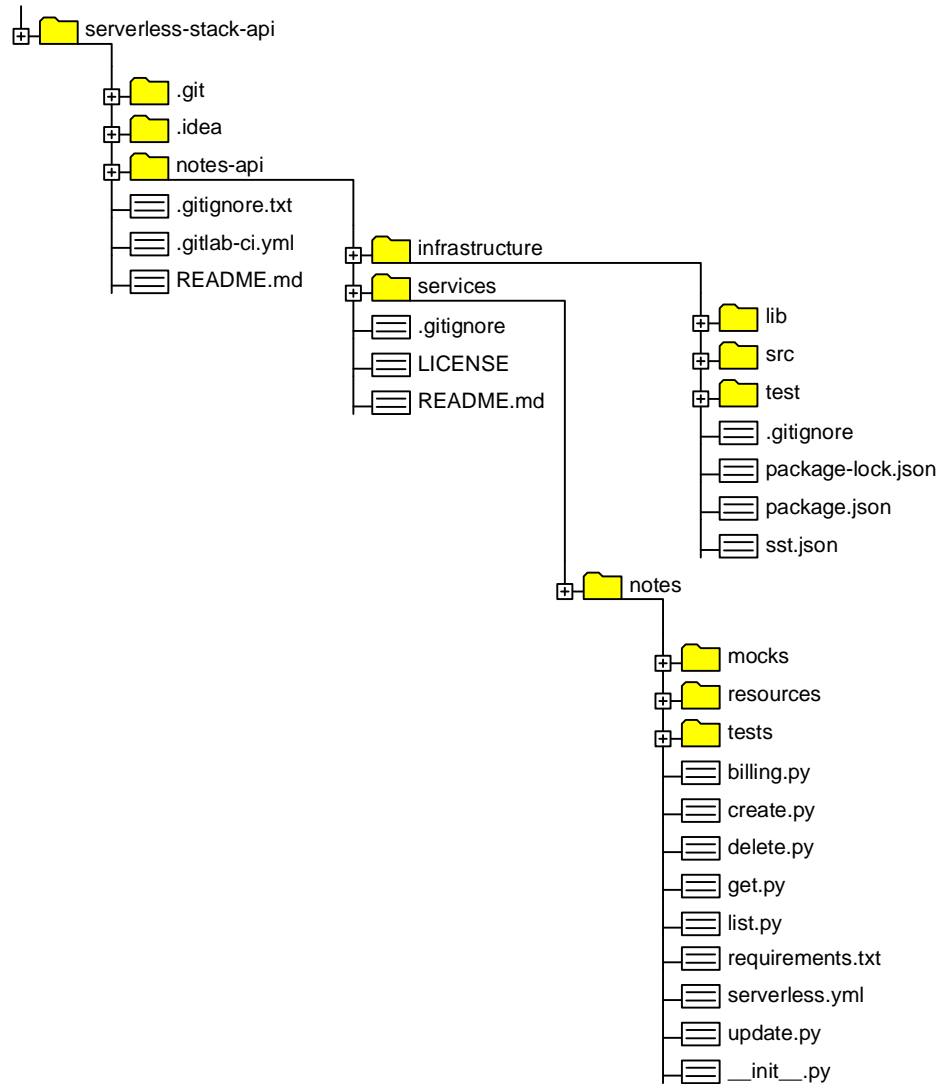 serverless-stack-api
.git
.idea
notes-api
.gitignore.txt
.gitlab-ci.yml
README.md
infrastructure
services
.gitignore
LICENSE
README.md
lib
src
test
.gitignore
package-lock.json
package.json
sst.json
notes
mocks
resources
tests
billing.py
create.py
delete.py
get.py
list.py
requirements.txt
serverless.yml
update.py
__init__.py